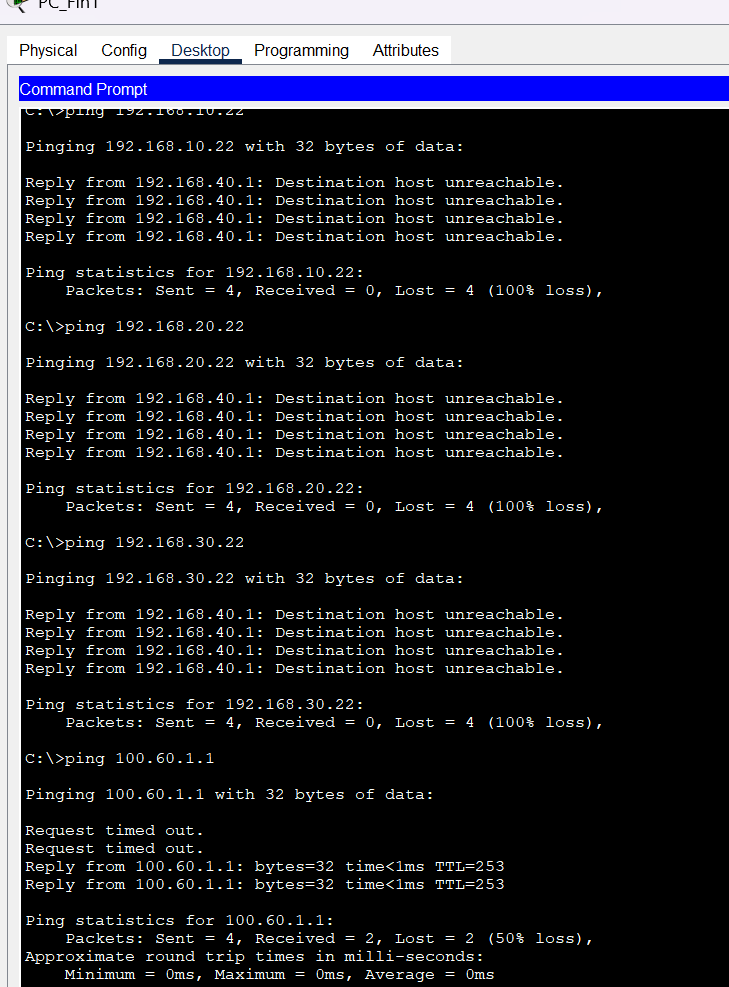 PC_Fin1
Physical Config Desktop Programming Attributes
Command Prompt
C:\>ping 192.168.10.22
Pinging 192.168.10.22 with 32 bytes of data:
Reply from 192.168.40.1: Destination host unreachable.
Reply from 192.168.40.1: Destination host unreachable.
Reply from 192.168.40.1: Destination host unreachable.
Reply from 192.168.40.1: Destination host unreachable.
Ping statistics for 192.168.10.22:
Packets: Sent = 4, Received = 0, Lost = 4 (100% loss),
C:\>ping 192.168.20.22
Pinging 192.168.20.22 with 32 bytes of data:
Reply from 192.168.40.1: Destination host unreachable.
Reply from 192.168.40.1: Destination host unreachable.
Reply from 192.168.40.1: Destination host unreachable.
Reply from 192.168.40.1: Destination host unreachable.
Ping statistics for 192.168.20.22:
Packets: Sent = 4, Received = 0, Lost = 4 (100% loss),
C:\>ping 192.168.30.22
Pinging 192.168.30.22 with 32 bytes of data:
Reply from 192.168.40.1: Destination host unreachable.
Reply from 192.168.40.1: Destination host unreachable.
Reply from 192.168.40.1: Destination host unreachable.
Reply from 192.168.40.1: Destination host unreachable.
Ping statistics for 192.168.30.22:
Packets: Sent = 4, Received = 0, Lost = 4 (100% loss),
C:\>ping 100.60.1.1
Pinging 100.60.1.1 with 32 bytes of data:
Request timed out.
Request timed out.
Reply from 100.60.1.1: bytes=32 time<1ms TTL=253
Reply from 100.60.1.1: bytes=32 time<1ms TTL=253
Ping statistics for 100.60.1.1:
Packets: Sent = 4, Received = 2, Lost = 2 (50% loss),
Approximate round trip times in milli-seconds:
Minimum = 0ms, Maximum = 0ms, Average = 0ms